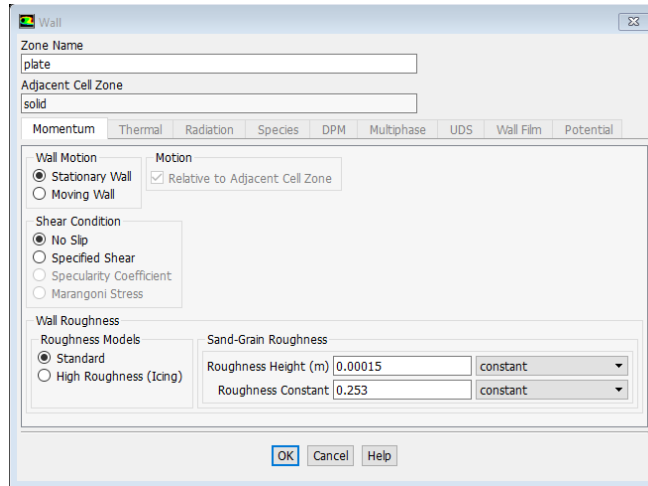 Wall
Zone Name
plate
Adjacent Cell Zone
solid
Momentum Thermal Radiation Species DPM Multiphase UDS Wall Film Potential
Wall Motion Motion
Stationary Wall Relative to Adjacent Cell Zone
Moving Wall
Shear Condition
No Slip
Specified Shear
Specularity Coefficient
Marangoni Stress
Wall Roughness
Roughness Models Sand-Grain Roughness
Standard Roughness Height (m) 0.00015 constant
High Roughness (Icing) Roughness Constant 0.253 constant
OK Cancel Help